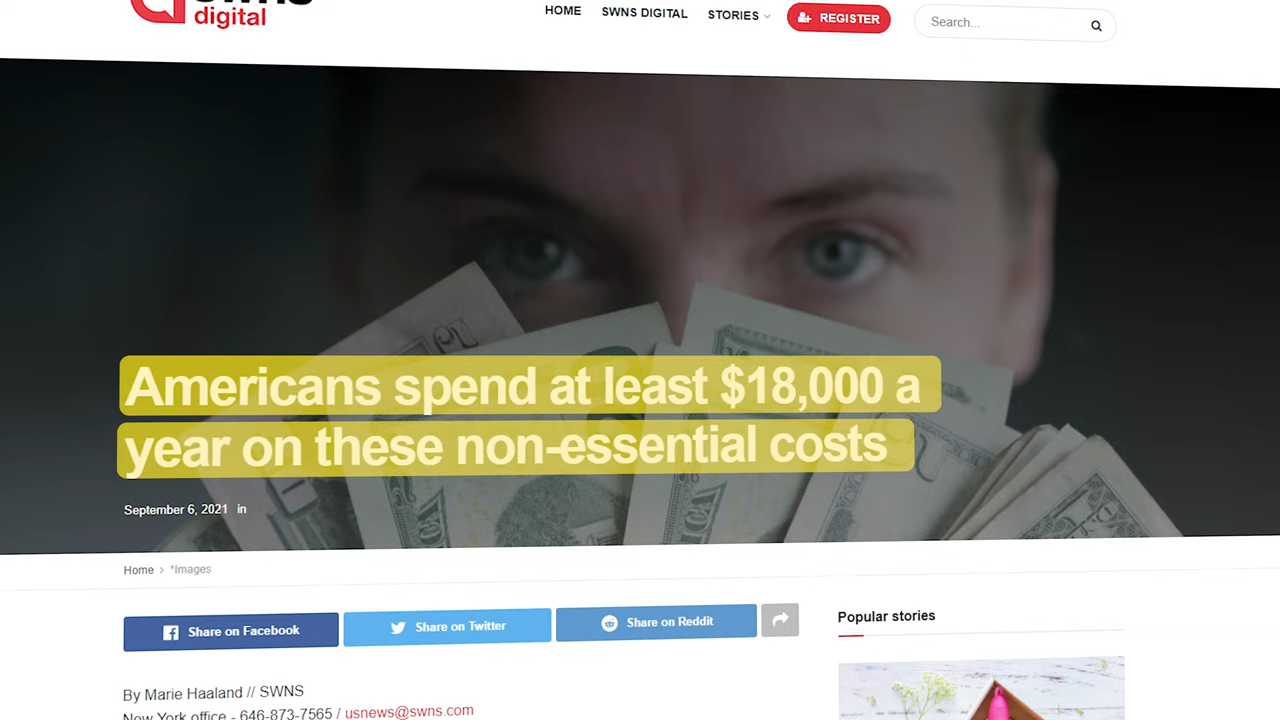 swns
digital
HOME SWNS DIGITAL STORIES REGISTER Search...
Americans spend at least $18,000 a
year on these non-essential costs
September 6, 2021 in
Home > *Images
Share on Facebook Share on Twitter Share on Reddit
Popular stories
By Marie Haaland // SWNS
New York office - 646-873-7565 / usnews@swns.com